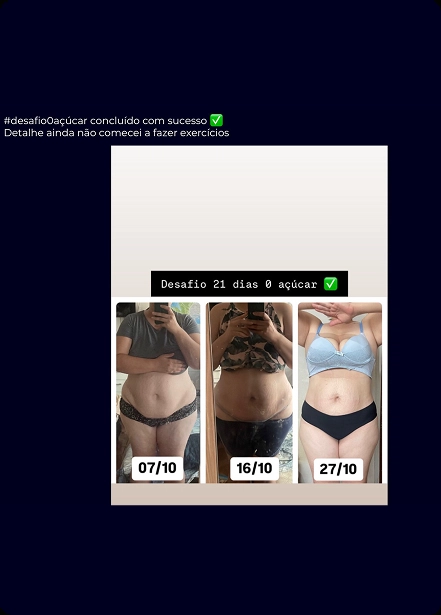 #desafio0açúcar concluído com sucesso ✅
Detalhe ainda não comecei a fazer exercícios
Desafio 21 dias 0 açúcar ✅
07/10
16/10
27/10